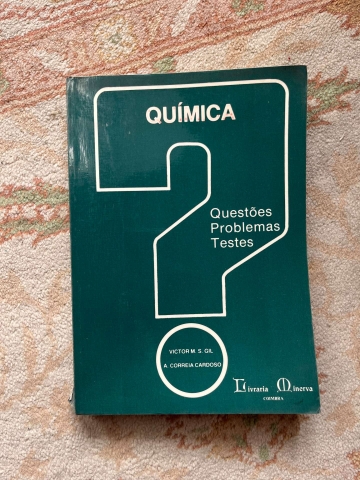 QUÍMICA
Questões
Problemas
Testes
VICTOR M. S. GIL
A. CORREIA CARDOSO
Livraria Minerva
COIMBRA